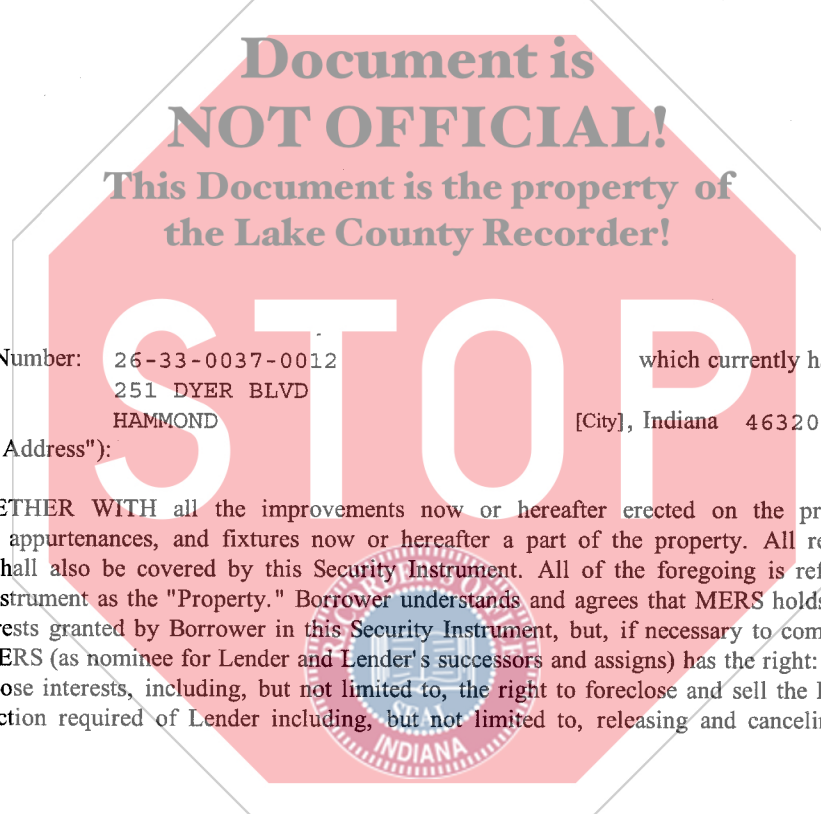 Document is
NOT OFFICIAL!
This Document is the property of
the Lake County Recorder!
STOP
Number: 26-33-0037-0012 which currently h
251 DYER BLVD
HAMMOND [City], Indiana 46320
Address"):
ETHER WITH all the improvements now or hereafter erected on the pr
appurtenances, and fixtures now or hereafter a part of the property. All re
hall also be covered by this Security Instrument. All of the foregoing is ref
strument as the "Property." Borrower understands and agrees that MERS holds
rests granted by Borrower in this Security Instrument, but, if necessary to com
ERS (as nominee for Lender and Lender's successors and assigns) has the right:
ose interests, including, but not limited to, the right to foreclose and sell the
ction required of Lender including, but not limited to, releasing and cancelin
SEAL
INDIANA